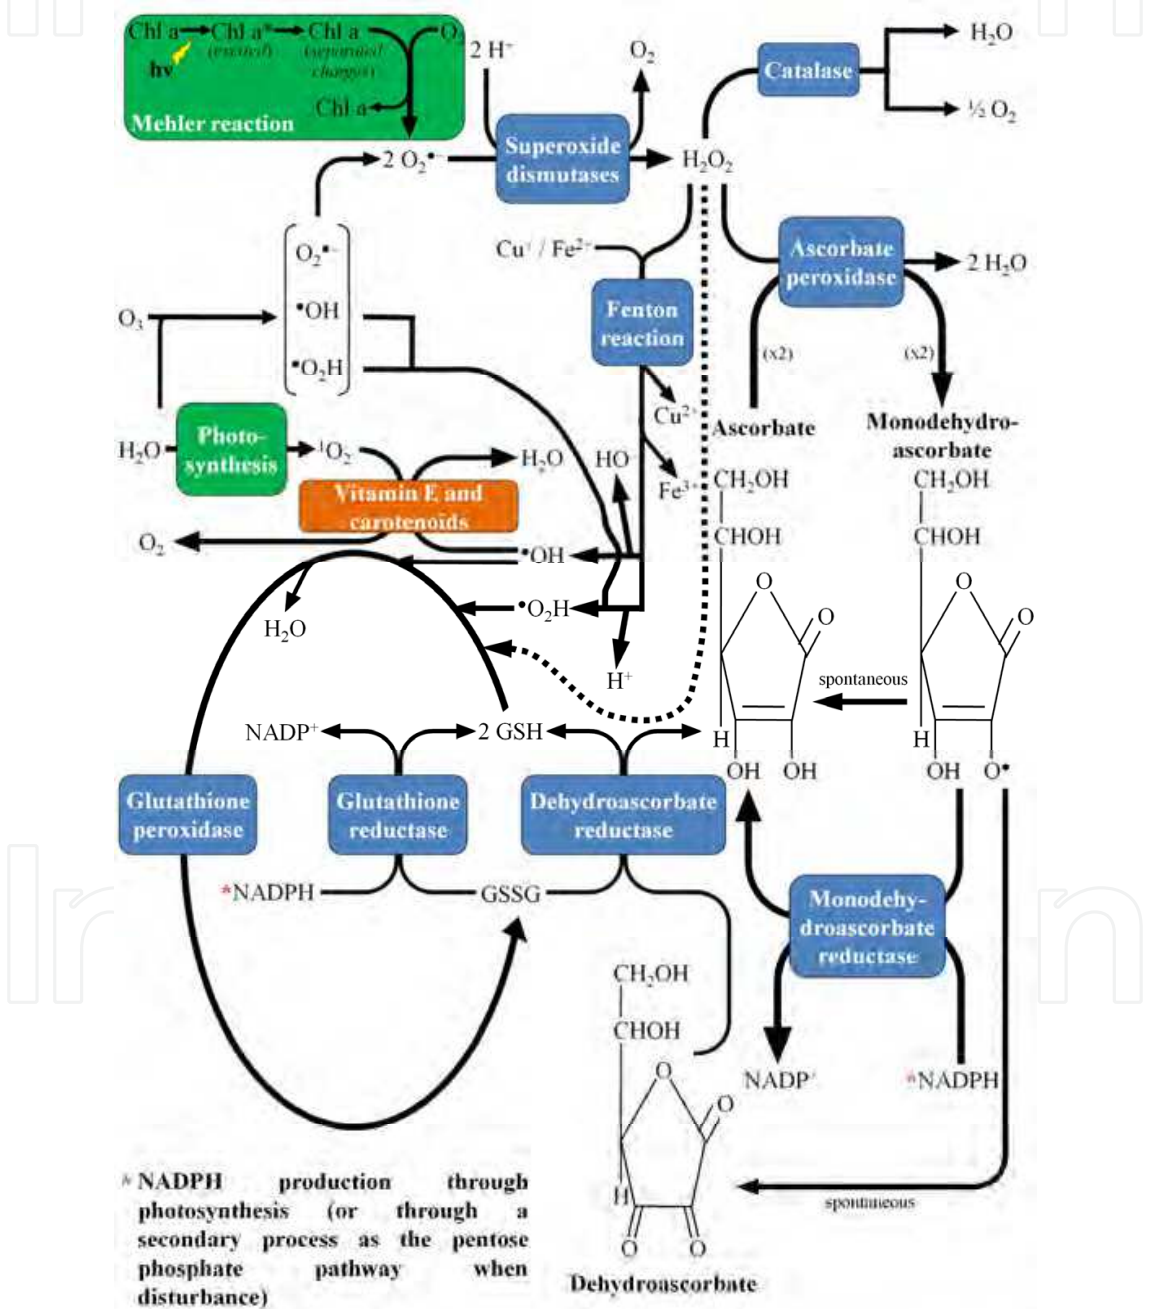 Chl a Chl a* Chl a O2
(excited) (separated
charges)
hν
Chl a
Mehler reaction
2 H+
O2
Catalase
H2O
½ O2
2 O2•−
Superoxide
dismutases
H2O2
Cu+ / Fe2+
Ascorbate
peroxidase
2 H2O
O2•−
•OH
•O2H
O3
Fenton
reaction
(x2)
(x2)
Cu2+
Fe3+
Ascorbate
Monodehydro-
ascorbate
H2O
Photo-
synthesis
1O2
H2O
HO−
Vitamin E and
carotenoids
O2
•OH
•O2H
H2O
H+
CH2OH
CHOH
O
O
H
OH OH
CH2OH
CHOH
O
O
H
OH O•
spontaneous
NADP+
2 GSH
Glutathione
peroxidase
Glutathione
reductase
Dehydroascorbate
reductase
*NADPH
GSSG
Monodehy-
droascorbate
reductase
NADP+
*NADPH
CH2OH
CHOH
O
O
H
O O
spontaneous
Dehydroascorbate
* NADPH production through
photosynthesis (or through a
secondary process as the pentose
phosphate pathway when
disturbance)